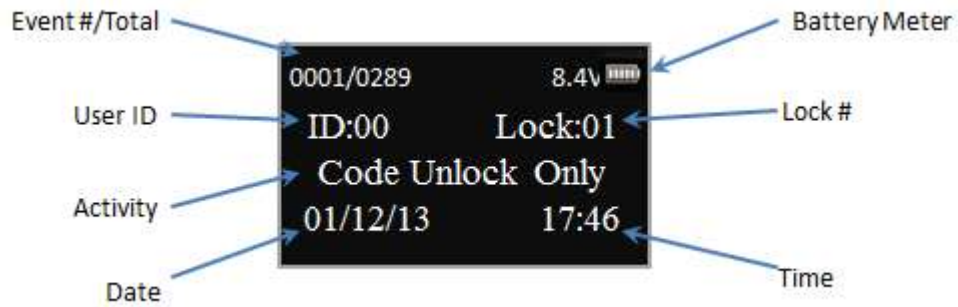 Event #/Total
Battery Meter
0001/0289 8.4V
User ID
ID:00 Lock:01
Lock #
Code Unlock Only
Activity
01/12/13 17:46
Date
Time